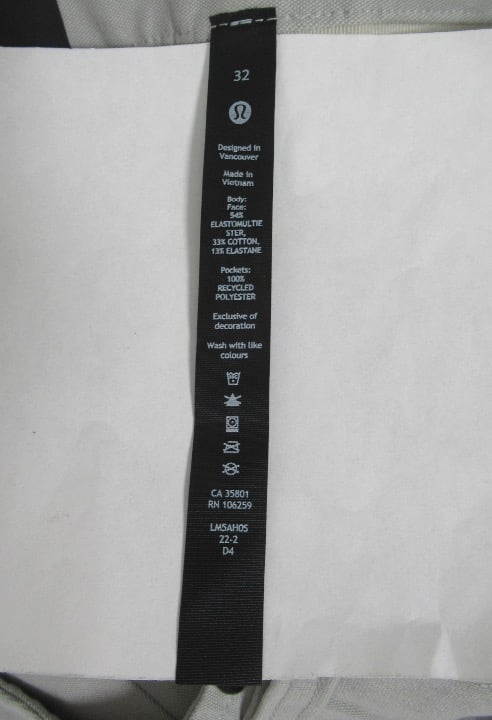 32
Designed in
Vancouver
Made in
Vietnam
Body:
Face:
54%
ELASTOMULTIE
STER,
33% COTTON,
13% ELASTANE
Pockets:
100%
RECYCLED
POLYESTER
Exclusive of
decoration
Wash with like
colours
CA 35801
RN 106259
LM5AH0S
22-2
D4